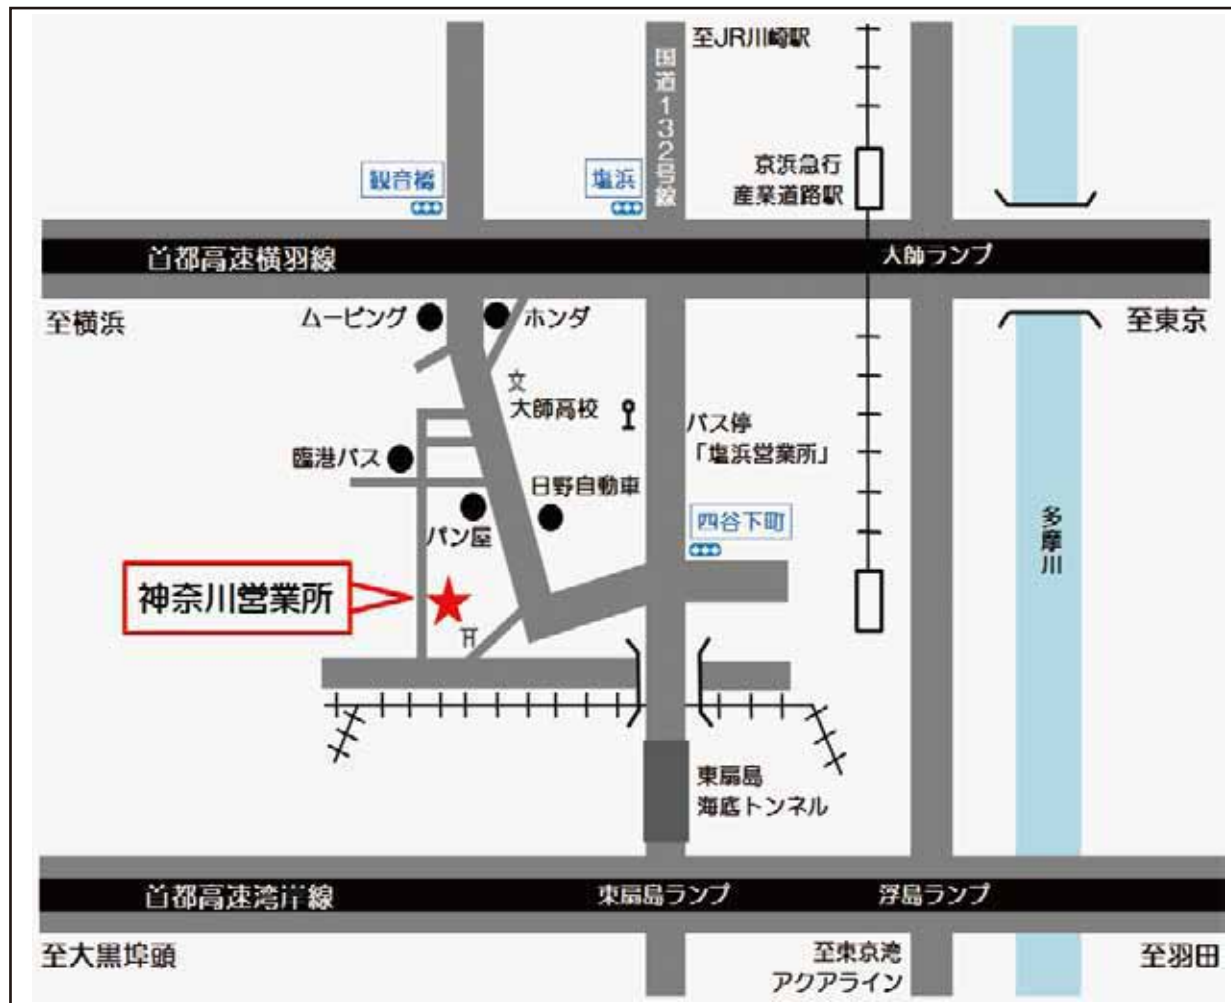 至JR川崎駅
国道132号線
観音橋
塩浜
京浜急行
産業道路駅
首都高速横羽線
大師ランプ
至横浜
ムービング
ホンダ
至東京
文
大師高校
バス停
「塩浜営業所」
臨港バス
日野自動車
パン屋
四谷下町
多摩川
神奈川営業所
東扇島
海底トンネル
首都高速湾岸線
東扇島ランプ
浮島ランプ
至大黒埠頭
至東京湾
アクアライン
至羽田